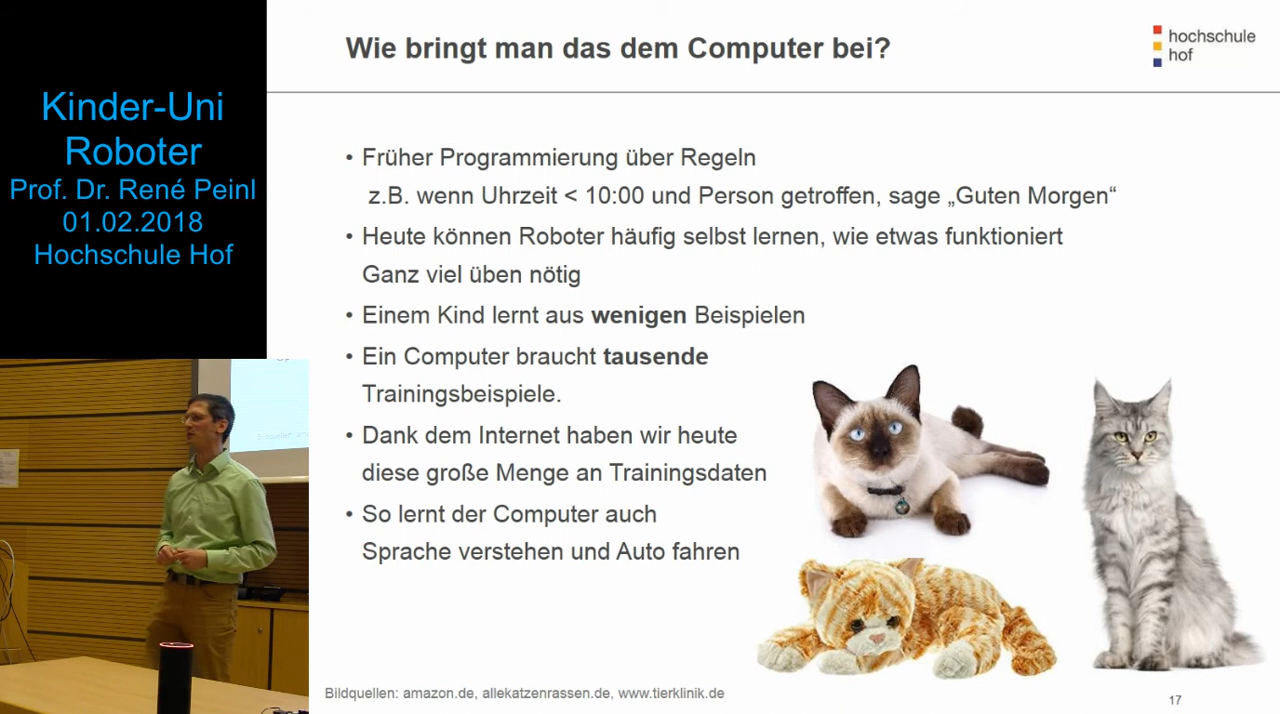 Kinder-Uni
Roboter
Prof. Dr. René Peinl
01.02.2018
Hochschule Hof
Wie bringt man das dem Computer bei?
hochschule
hof
• Früher Programmierung über Regeln
z.B. wenn Uhrzeit < 10:00 und Person getroffen, sage „Guten Morgen“
• Heute können Roboter häufig selbst lernen, wie etwas funktioniert
Ganz viel üben nötig
• Einem Kind lernt aus wenigen Beispielen
• Ein Computer braucht tausende
Trainingsbeispiele.
• Dank dem Internet haben wir heute
diese große Menge an Trainingsdaten
• So lernt der Computer auch
Sprache verstehen und Auto fahren
Bildquellen: amazon.de, allekatzenrassen.de, www.tierklinik.de
17